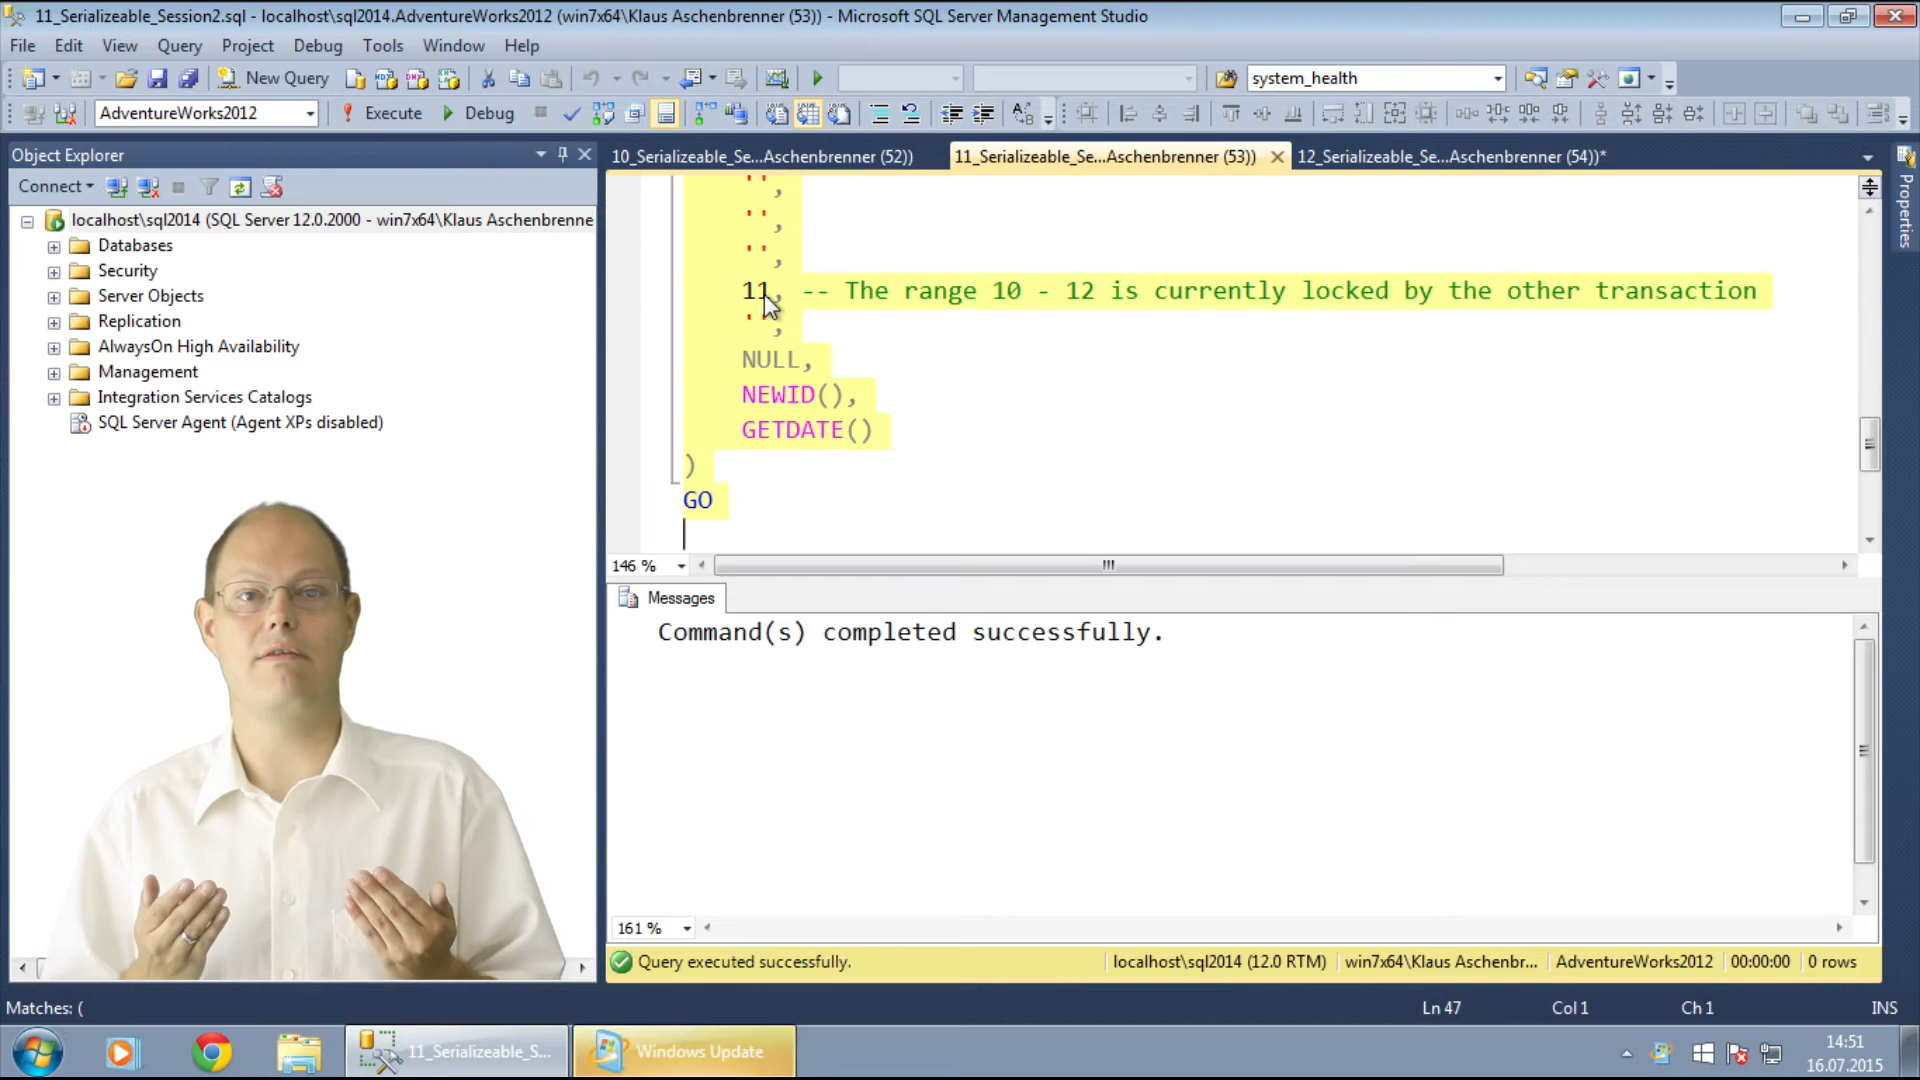 11_Serializeable_Session2.sql - localhost\sql2014.AdventureWorks2012 (win7x64\Klaus Aschenbrenner (53)) - Microsoft SQL Server Management Studio
File Edit View Query Project Debug Tools Window Help
New Query system_health
AdventureWorks2012 Execute Debug
Object Explorer
10_Serializeable_Se...Aschenbrenner (52)) 11_Serializeable_Se...Aschenbrenner (53)) 12_Serializeable_Se...Aschenbrenner (54))*
Properties
Connect
localhost\sql2014 (SQL Server 12.0.2000 - win7x64\Klaus Aschenbrenne
Databases
Security
Server Objects
Replication
AlwaysOn High Availability
Management
Integration Services Catalogs
SQL Server Agent (Agent XPs disabled)
'',
'',
'',
11, -- The range 10 - 12 is currently locked by the other transaction
'',
NULL,
NEWID(),
GETDATE()
)
GO
146 %
Messages
Command(s) completed successfully.
161 %
Query executed successfully. localhost\sql2014 (12.0 RTM) win7x64\Klaus Aschenbr... AdventureWorks2012 00:00:00 0 rows
Matches: ( Ln 47 Col 1 Ch 1 INS
11_Serializeable_S... Windows Update
14:51
16.07.2015